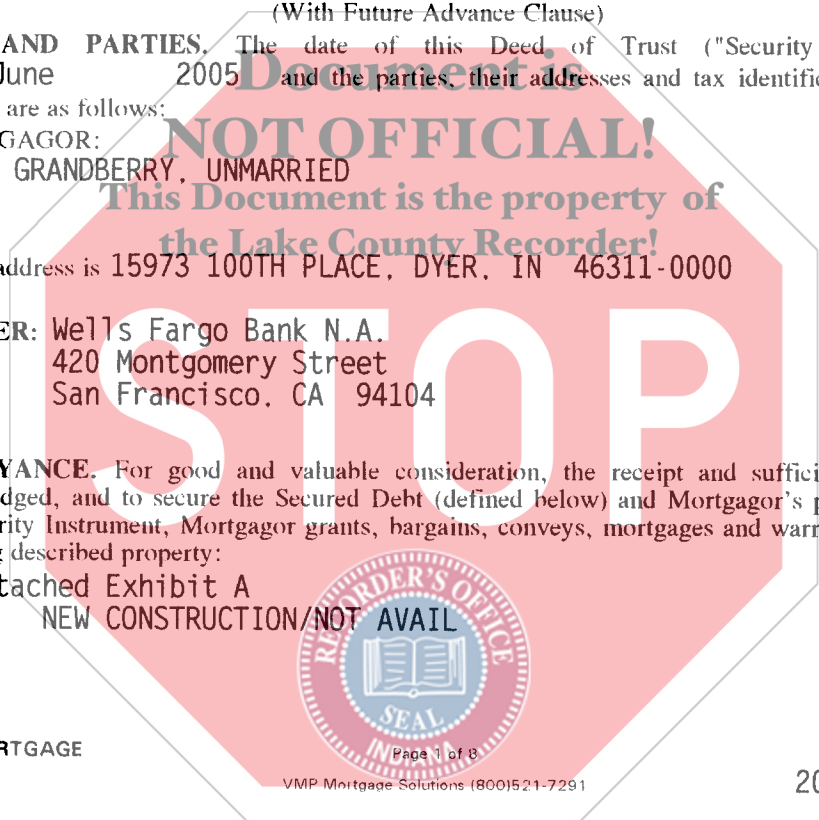 (With Future Advance Clause)
AND PARTIES. The date of this Deed of Trust ("Security
June 2005 and the parties, their addresses and tax identific
are as follows:
GAGOR:
GRANDBERRY, UNMARRIED
address is 15973 100TH PLACE, DYER, IN 46311-0000
ER: Wells Fargo Bank N.A.
420 Montgomery Street
San Francisco, CA 94104
YANCE. For good and valuable consideration, the receipt and suffici
dged, and to secure the Secured Debt (defined below) and Mortgagor's p
rity Instrument, Mortgagor grants, bargains, conveys, mortgages and warr
g described property:
tached Exhibit A
NEW CONSTRUCTION/NOT AVAIL
RTGAGE
Page 1 of 8
VMP Mortgage Solutions (800)521-7291
20
Document is
NOT OFFICIAL!
This Document is the property of
the Lake County Recorder!
STOP
RECORDER'S OFFICE
SEAL
INDIANA